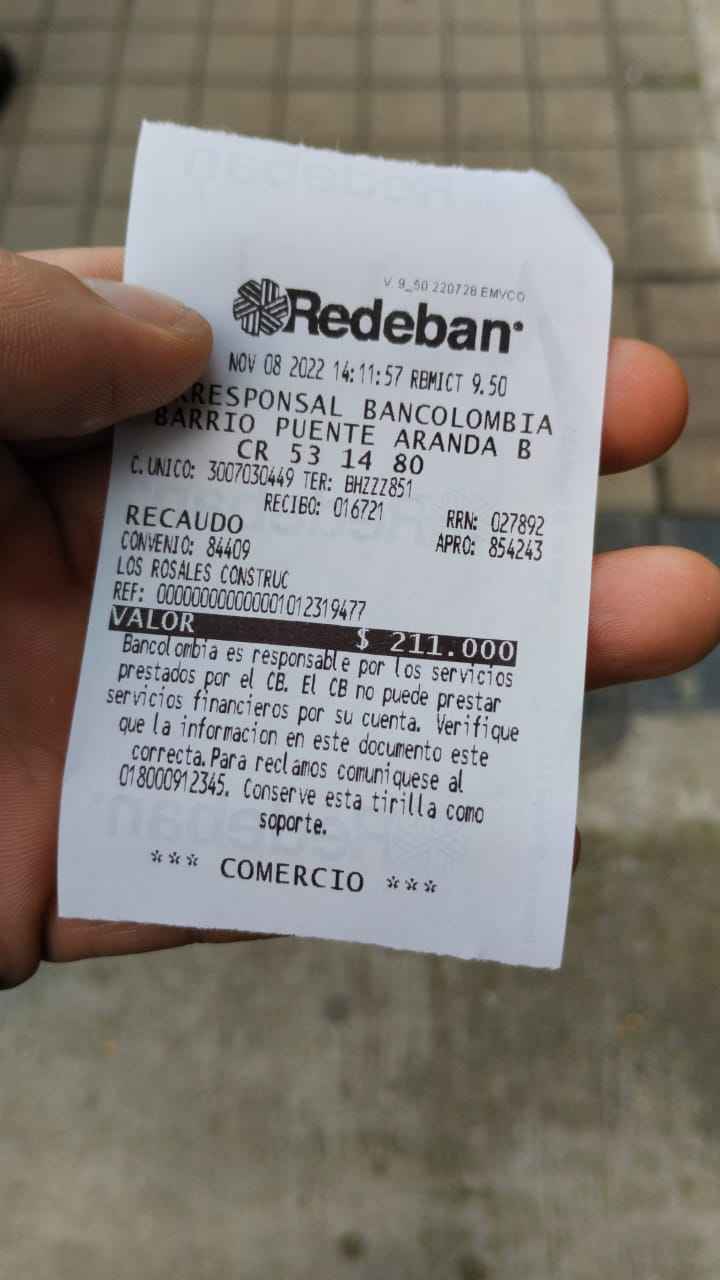 V. 9_50 220728 EMVCO
Redeban
NOV 08 2022 14:11:57 RBMICT 9.50
RRESPONSAL BANCOLOMBIA
BARRIO PUENTE ARANDA B
CR 53 14 80
C.UNICO: 3007030449 TER: BHZZZ851
RECIBO: 016721 RRN: 027892
RECAUDO APRO: 854243
CONVENIO: 84409
LOS ROSALES CONSTRUC
REF: 000000000000001012319477
VALOR $ 211.000
Bancolombia es responsable por los servicios
prestados por el CB. El CB no puede prestar
servicios financieros por su cuenta. Verifique
que la informacion en este documento este
correcta.Para reclamos comuniquese al
018000912345. Conserve esta tirilla como
soporte.
*** COMERCIO ***